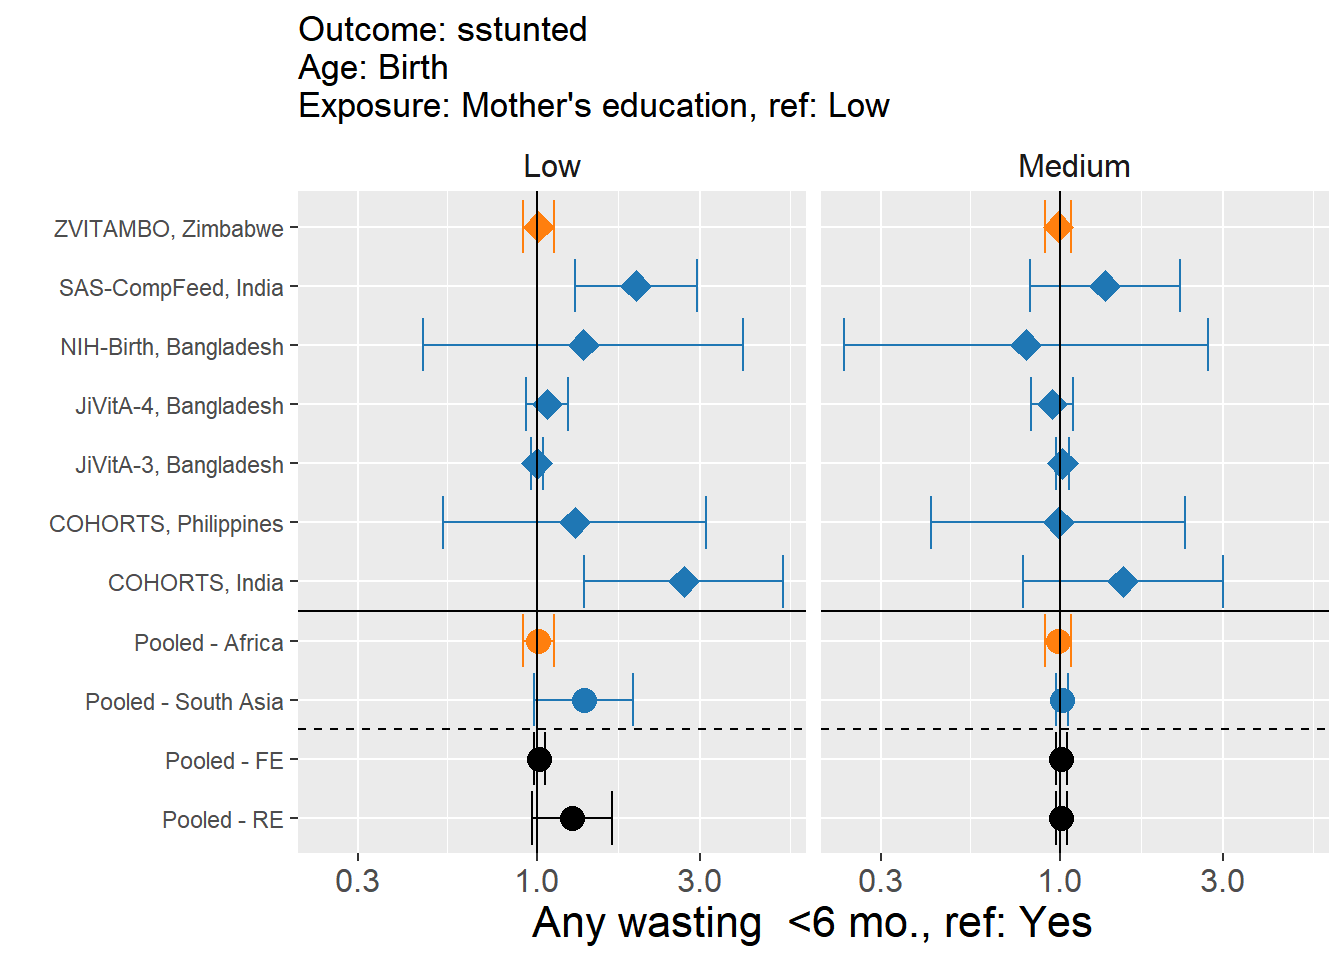 Outcome: sstunted
Age: Birth
Exposure: Mother's education, ref: Low
Low Medium
ZVITAMBO, Zimbabwe
SAS-CompFeed, India
NIH-Birth, Bangladesh
JiVitA-4, Bangladesh
JiVitA-3, Bangladesh
COHORTS, Philippines
COHORTS, India
Pooled - Africa
Pooled - South Asia
Pooled - FE
Pooled - RE
0.3 1.0 3.0 0.3 1.0 3.0
Any wasting  <6 mo., ref: Yes